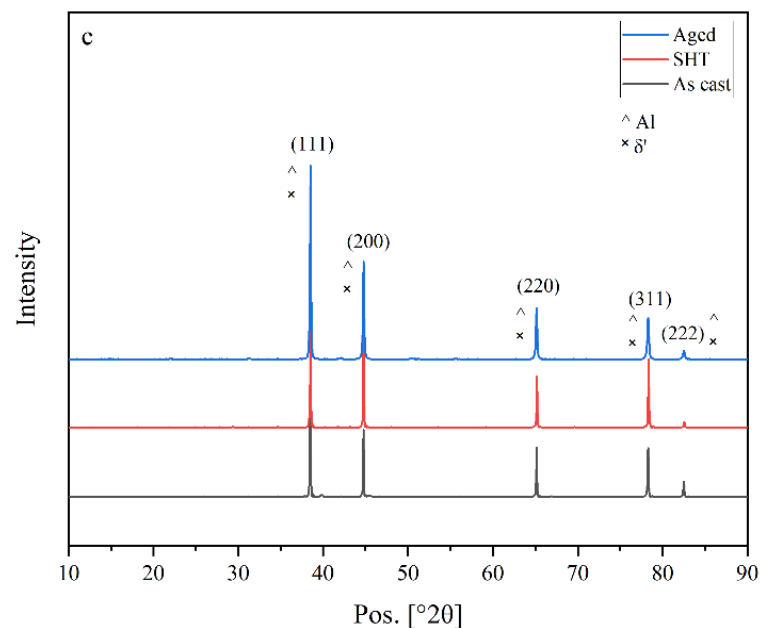 c
Aged
SHT
As cast
^ Al
× δ'
(111)
^
×
(200)
^
×
(220)
^
×
(311)
^
×
(222)
^
×
Intensity
10 20 30 40 50 60 70 80 90
Pos. [°2θ]